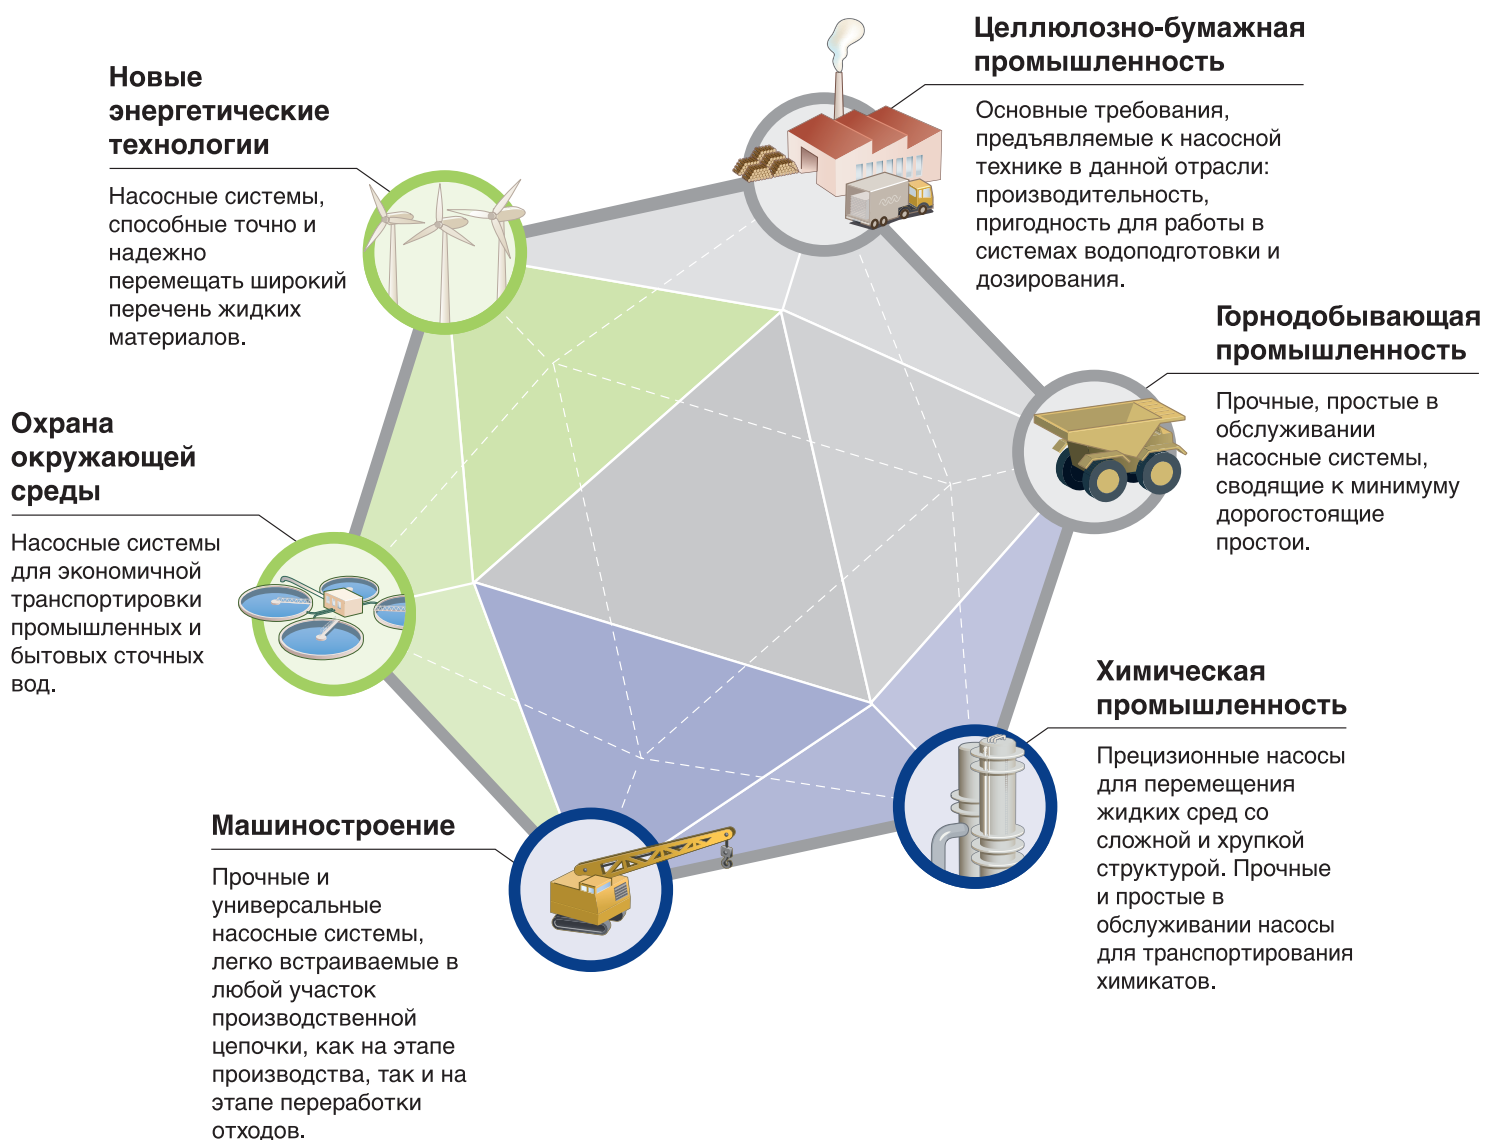 Целлюлозно-бумажная
промышленность
Основные требования,
предъявляемые к насосной
технике в данной отрасли:
производительность,
пригодность для работы в
системах водоподготовки и
дозирования.
Новые
энергетические
технологии
Насосные системы,
способные точно и
надежно
перемещать широкий
перечень жидких
материалов.
Горнодобывающая
промышленность
Прочные, простые в
обслуживании
насосные системы,
сводящие к минимуму
дорогостоящие
простои.
Охрана
окружающей
среды
Насосные системы
для экономичной
транспортировки
промышленных и
бытовых сточных
вод.
Химическая
промышленность
Прецизионные насосы
для перемещения
жидких сред со
сложной и хрупкой
структурой. Прочные
и простые в
обслуживании насосы
для транспортирования
химикатов.
Машиностроение
Прочные и
универсальные
насосные системы,
легко встраиваемые в
любой участок
производственной
цепочки, как на этапе
производства, так и на
этапе переработки
отходов.